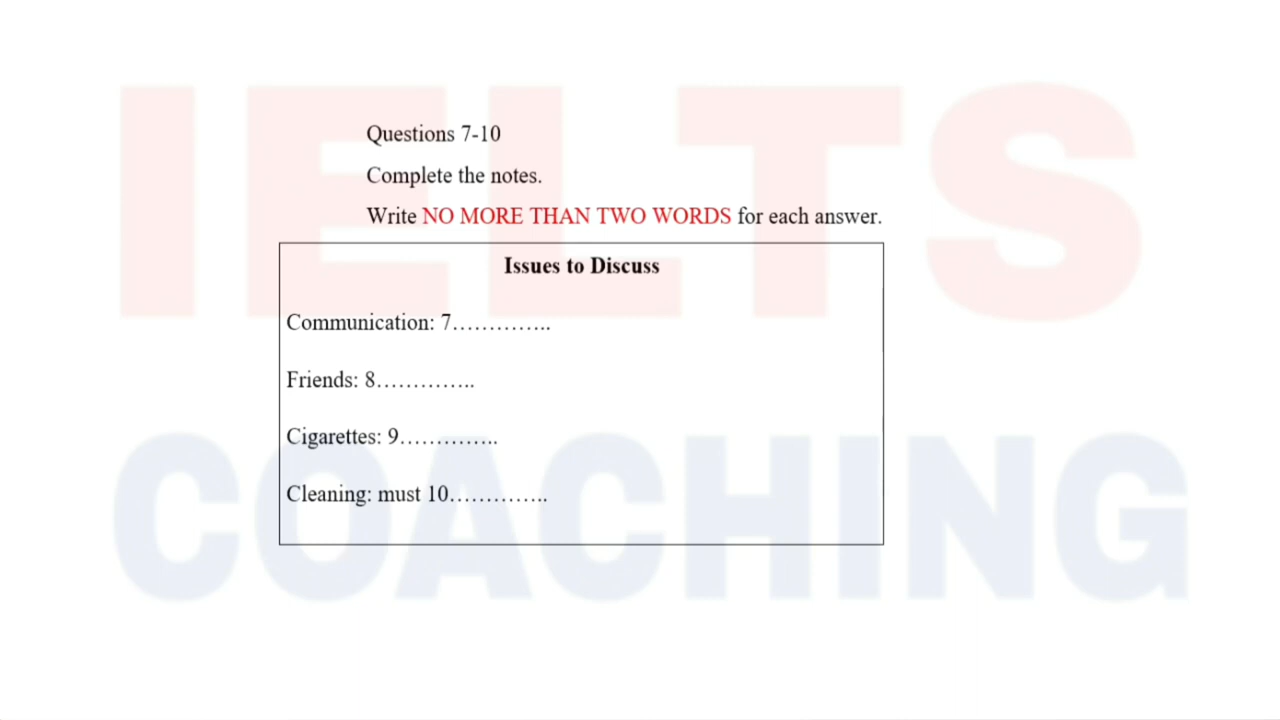 IELTS
Questions 7-10
Complete the notes.
Write NO MORE THAN TWO WORDS for each answer.
Issues to Discuss
Communication: 7…………..
Friends: 8…………..
Cigarettes: 9…………..
Cleaning: must 10…………..
COACHING